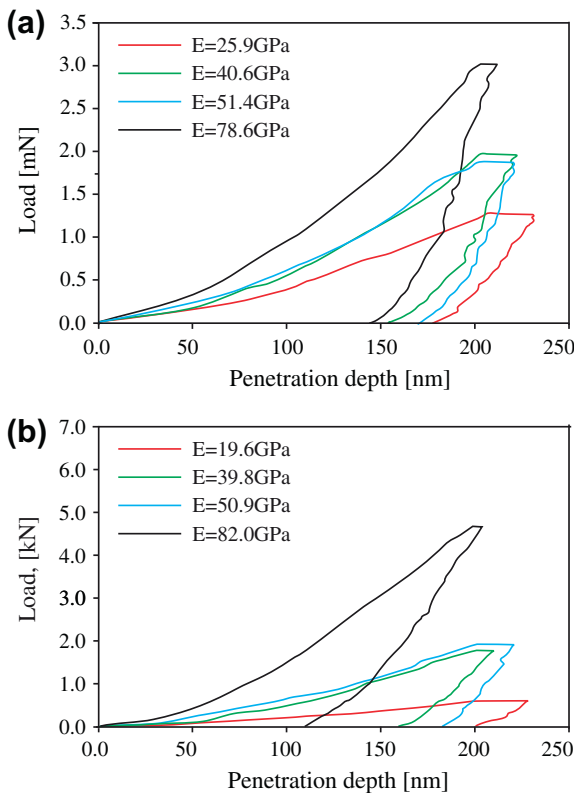 (a)
3.5
3.0
2.5
2.0
1.5
1.0
0.5
0.0
Load [mN]
E=25.9GPa
E=40.6GPa
E=51.4GPa
E=78.6GPa
0.0 50 100 150 200 250
Penetration depth [nm]
(b)
7.0
6.0
5.0
4.0
3.0
2.0
1.0
0.0
Load, [kN]
E=19.6GPa
E=39.8GPa
E=50.9GPa
E=82.0GPa
0.0 50 100 150 200 250
Penetration depth [nm]